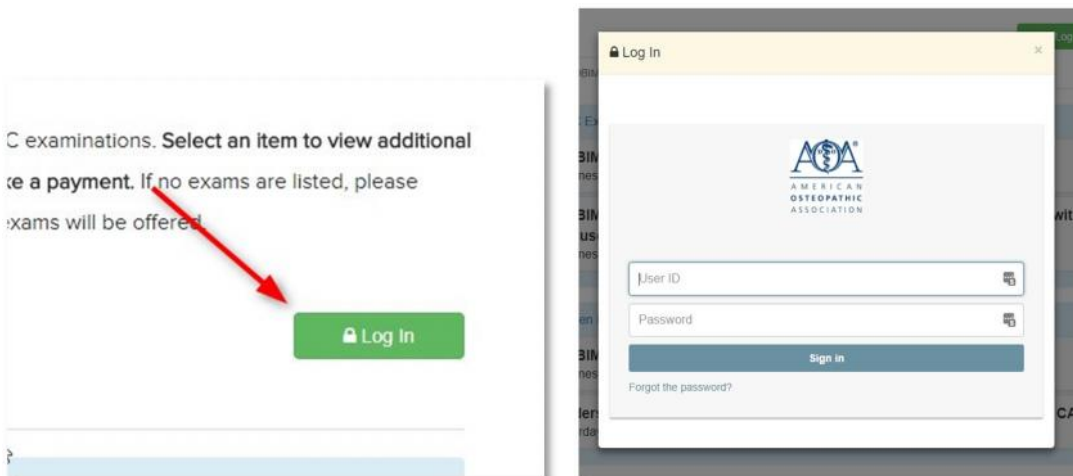 C examinations. Select an item to view additional
ke a payment. If no exams are listed, please
exams will be offered.
Log In
Log In
×
AOA
AMERICAN
OSTEOPATHIC
ASSOCIATION
User ID
Password
Sign in
Forgot the password?